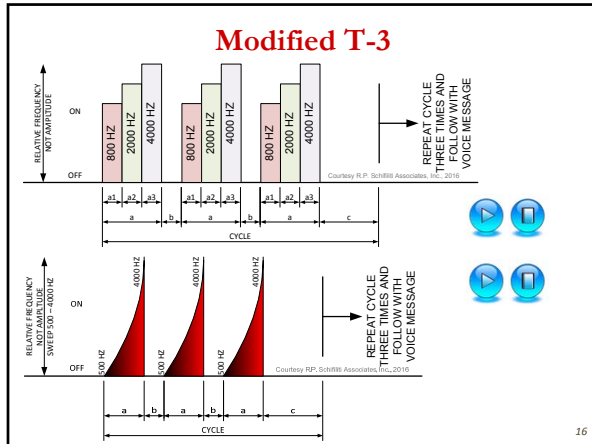 Modified T-3
RELATIVE FREQUENCY
NOT AMPLITUDE
ON
OFF
800 HZ
2000 HZ
4000 HZ
800 HZ
2000 HZ
4000 HZ
800 HZ
2000 HZ
4000 HZ
REPEAT CYCLE
THREE TIMES AND
FOLLOW WITH
VOICE MESSAGE
Courtesy R.P. Schifiliti Associates, Inc., 2016
a1 a2 a3 a1 a2 a3 a1 a2 a3
a b a b a c
CYCLE
RELATIVE FREQUENCY
NOT AMPLITUDE
SWEEP 500 – 4000 HZ
ON
OFF
500 HZ
4000 HZ
500 HZ
4000 HZ
500 HZ
4000 HZ
REPEAT CYCLE
THREE TIMES AND
FOLLOW WITH
VOICE MESSAGE
Courtesy R.P. Schifiliti Associates, Inc., 2016
a b a b a c
CYCLE
16